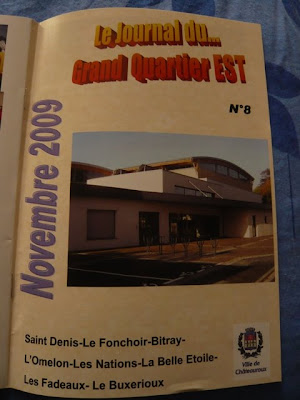 Le Journal du...
Grand Quartier EST
N°8
Novembre 2009
Saint Denis-Le Fonchoir-Bitray-
L'Omelon-Les Nations-La Belle Etoile-
Les Fadeaux- Le Buxerioux
Ville de
Châteauroux